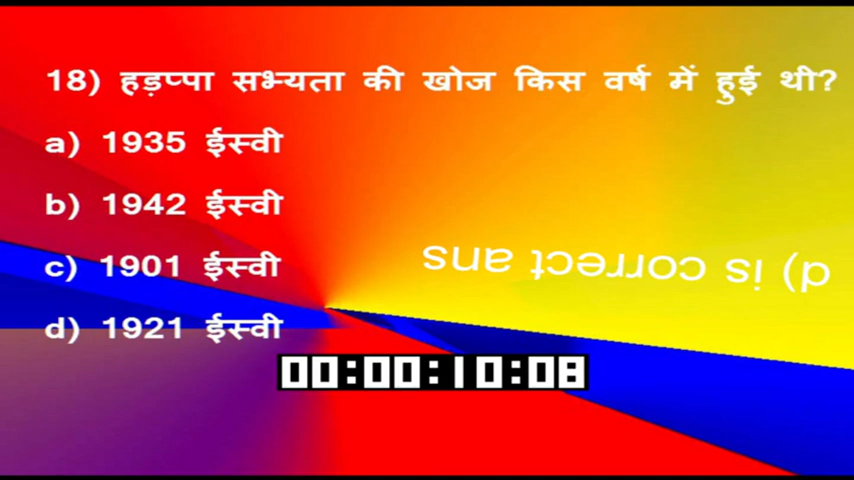 18) हड़प्पा सभ्यता की खोज किस वर्ष में हुई थी?
a) 1935 ईस्वी
b) 1942 ईस्वी
c) 1901 ईस्वी
d) is correct ans
d) 1921 ईस्वी
00:00:10:08